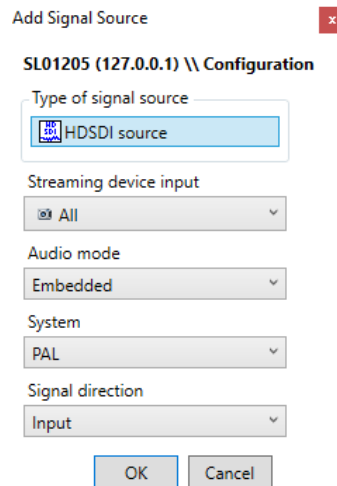 Add Signal Source
x
SL01205 (127.0.0.1) \\ Configuration
Type of signal source
HD SDI HDSDI source
Streaming device input
All
Audio mode
Embedded
System
PAL
Signal direction
Input
OK Cancel